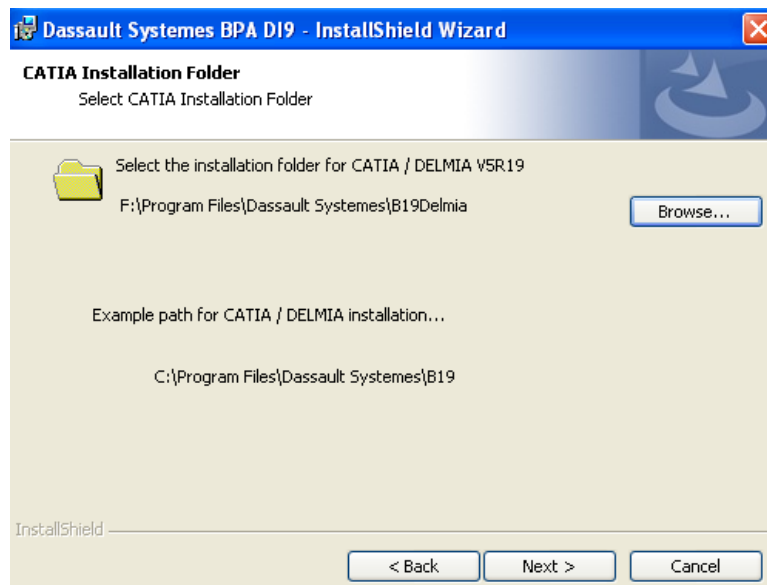 Dassault Systemes BPA DI9 - InstallShield Wizard
CATIA Installation Folder
Select CATIA Installation Folder
Select the installation folder for CATIA / DELMIA V5R19
F:\Program Files\Dassault Systemes\B19Delmia
Browse...
Example path for CATIA / DELMIA installation...
C:\Program Files\Dassault Systemes\B19
InstallShield
< Back
Next >
Cancel